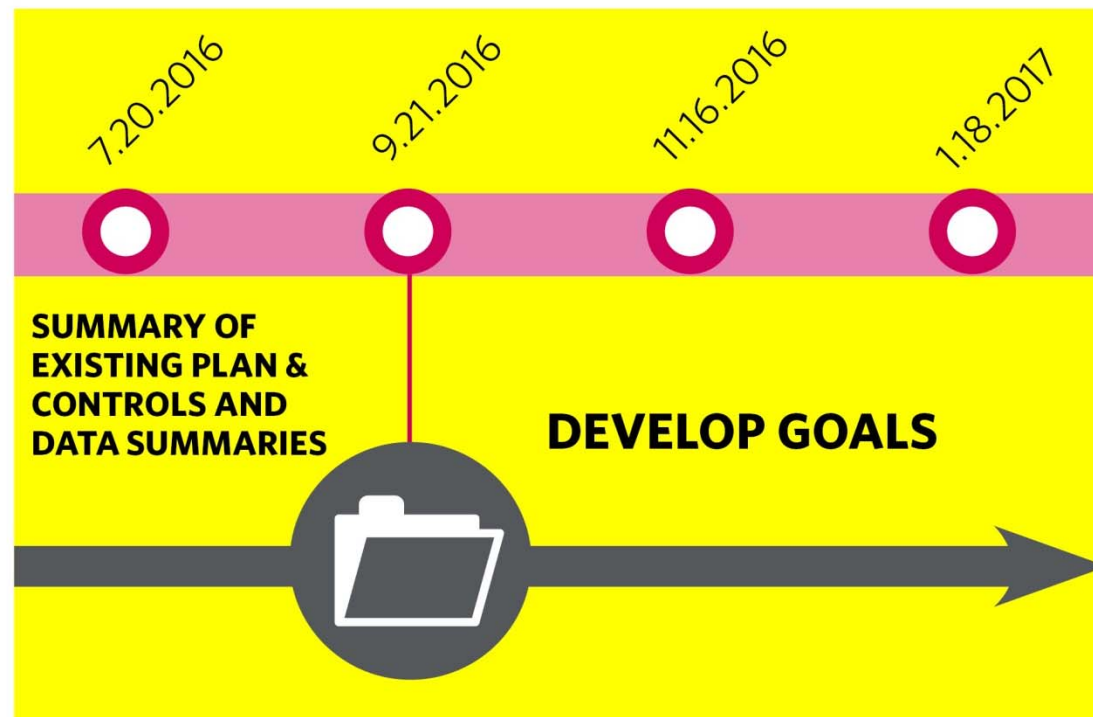 7.20.2016
9.21.2016
11.16.2016
1.18.2017
SUMMARY OF
EXISTING PLAN &
CONTROLS AND
DATA SUMMARIES
DEVELOP GOALS